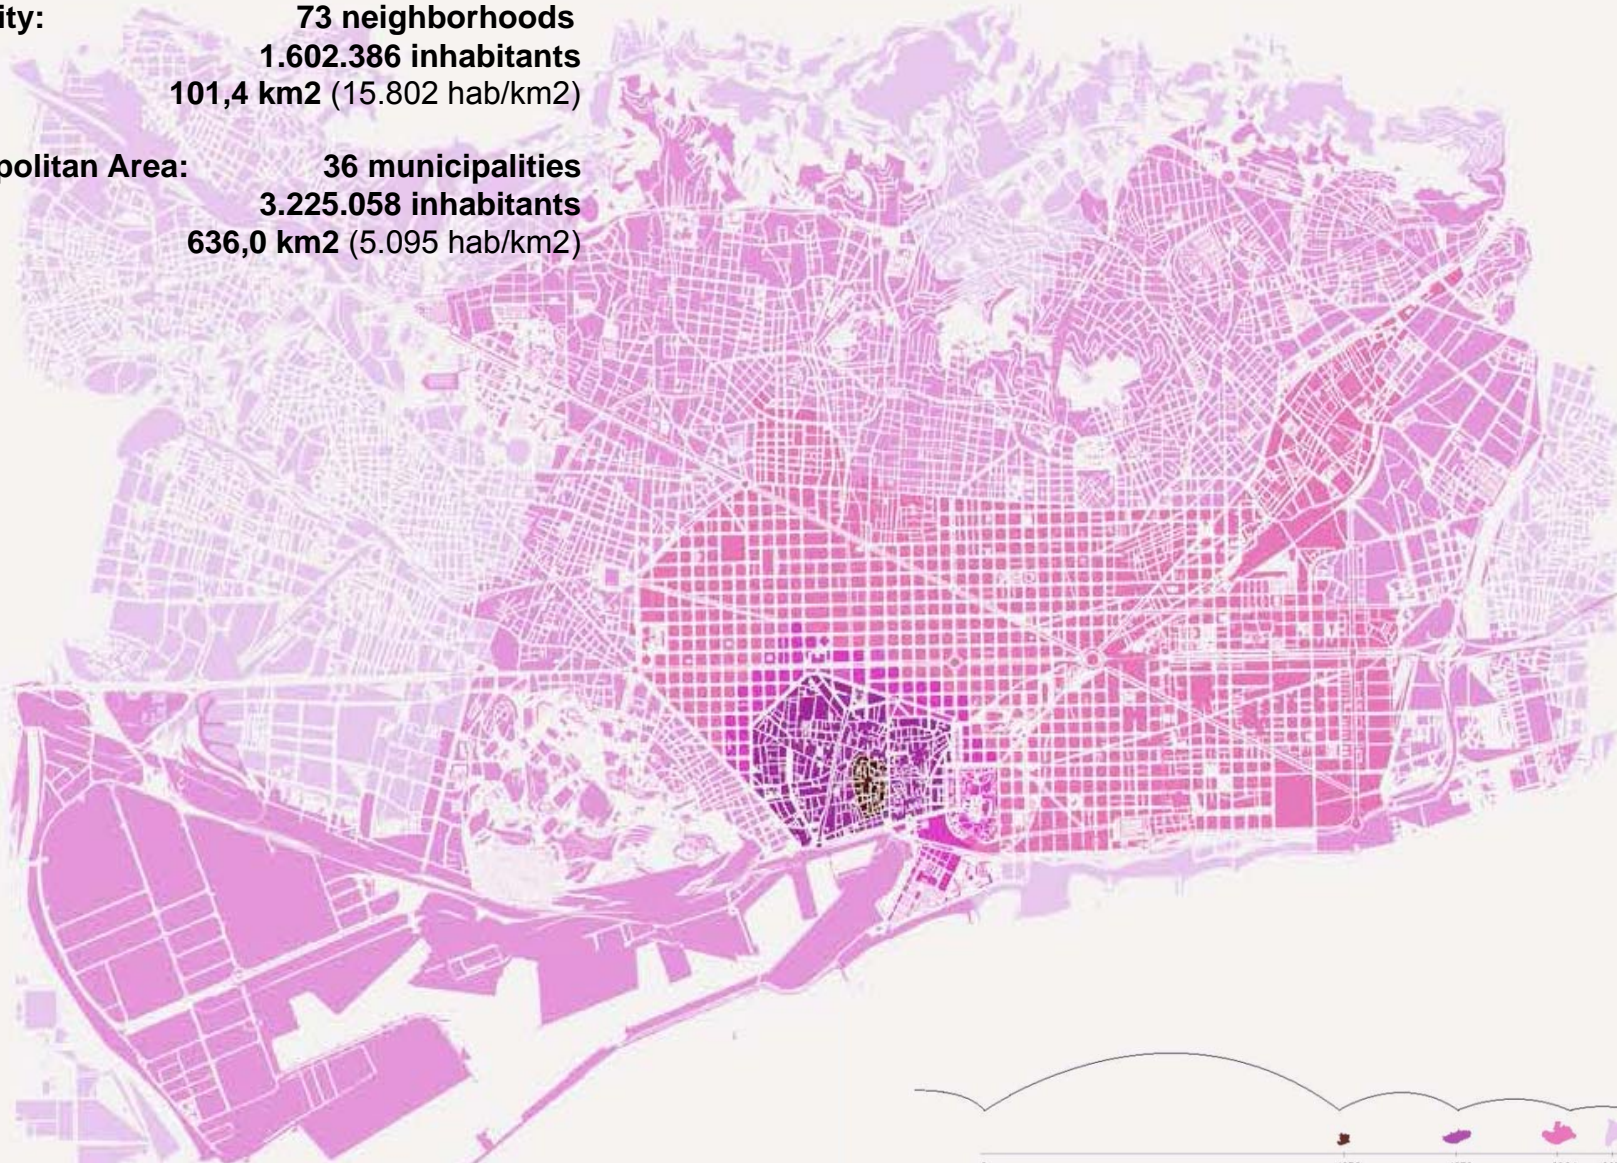 ity: 73 neighborhoods
1.602.386 inhabitants
101,4 km2 (15.802 hab/km2)
politan Area: 36 municipalities
3.225.058 inhabitants
636,0 km2 (5.095 hab/km2)